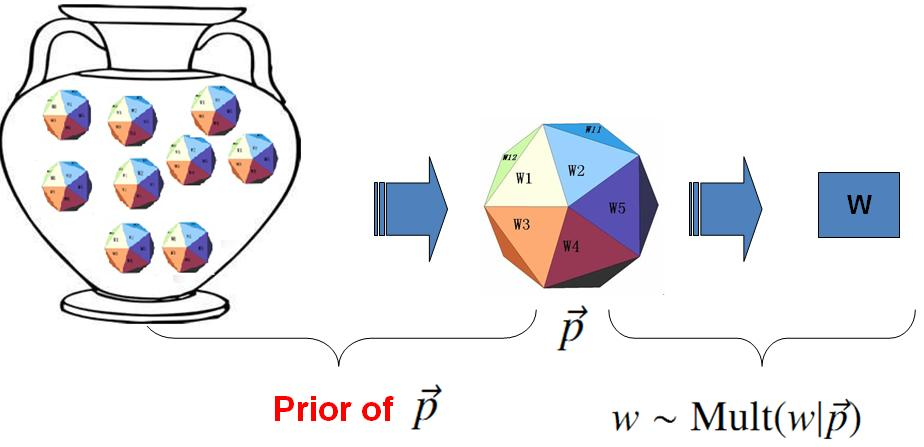 W11
W12
W1
W2
W5
W3
W4
W
p⃗
Prior of p⃗
w ~ Mult(w|p⃗)